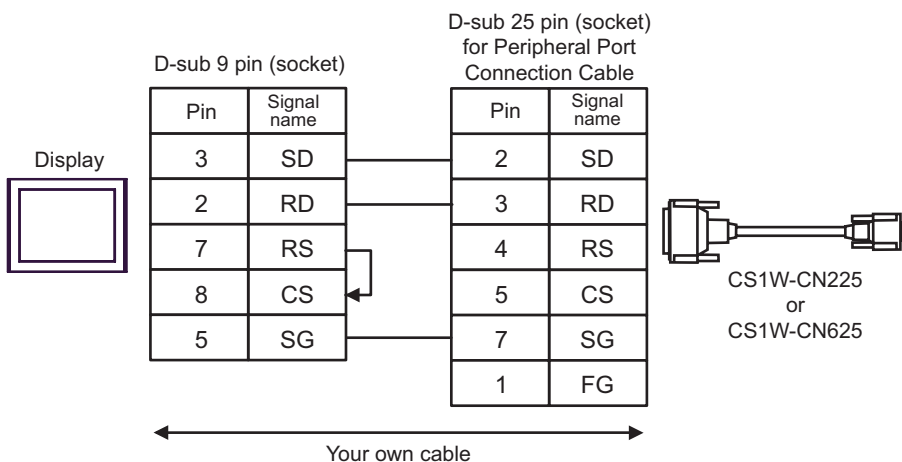 D-sub 25 pin (socket)
for Peripheral Port
Connection Cable
D-sub 9 pin (socket)
Display
Pin Signal name
3 SD
2 RD
7 RS
8 CS
5 SG
Pin Signal name
2 SD
3 RD
4 RS
5 CS
7 SG
1 FG
CS1W-CN225
or
CS1W-CN625
Your own cable